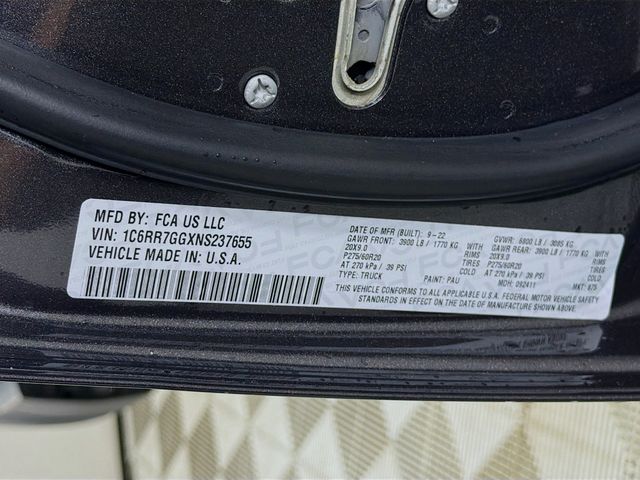 MFD BY: FCA US LLC
VIN: 1C6RR7GGXNS237655
VEHICLE MADE IN: U.S.A.
DATE OF MFR (BUILT): 9-22 GVWR: 6800 LB / 3085 KG.
GAWR FRONT: 3900 LB / 1770 KG WITH GAWR REAR: 3900 LB / 1770 KG WITH
20X9.0 RIMS 20X9.0 RIMS
P275/60R20 TIRES P275/60R20 TIRES
AT 270 kPa / 39 PSI COLD AT 270 kPa / 39 PSI COLD
TYPE: TRUCK PAINT: PAU MDH: 092411 MKT: 875
THIS VEHICLE CONFORMS TO ALL APPLICABLE U.S.A. FEDERAL MOTOR VEHICLE SAFETY
STANDARDS IN EFFECT ON THE DATE OF MANUFACTURE SHOWN ABOVE.